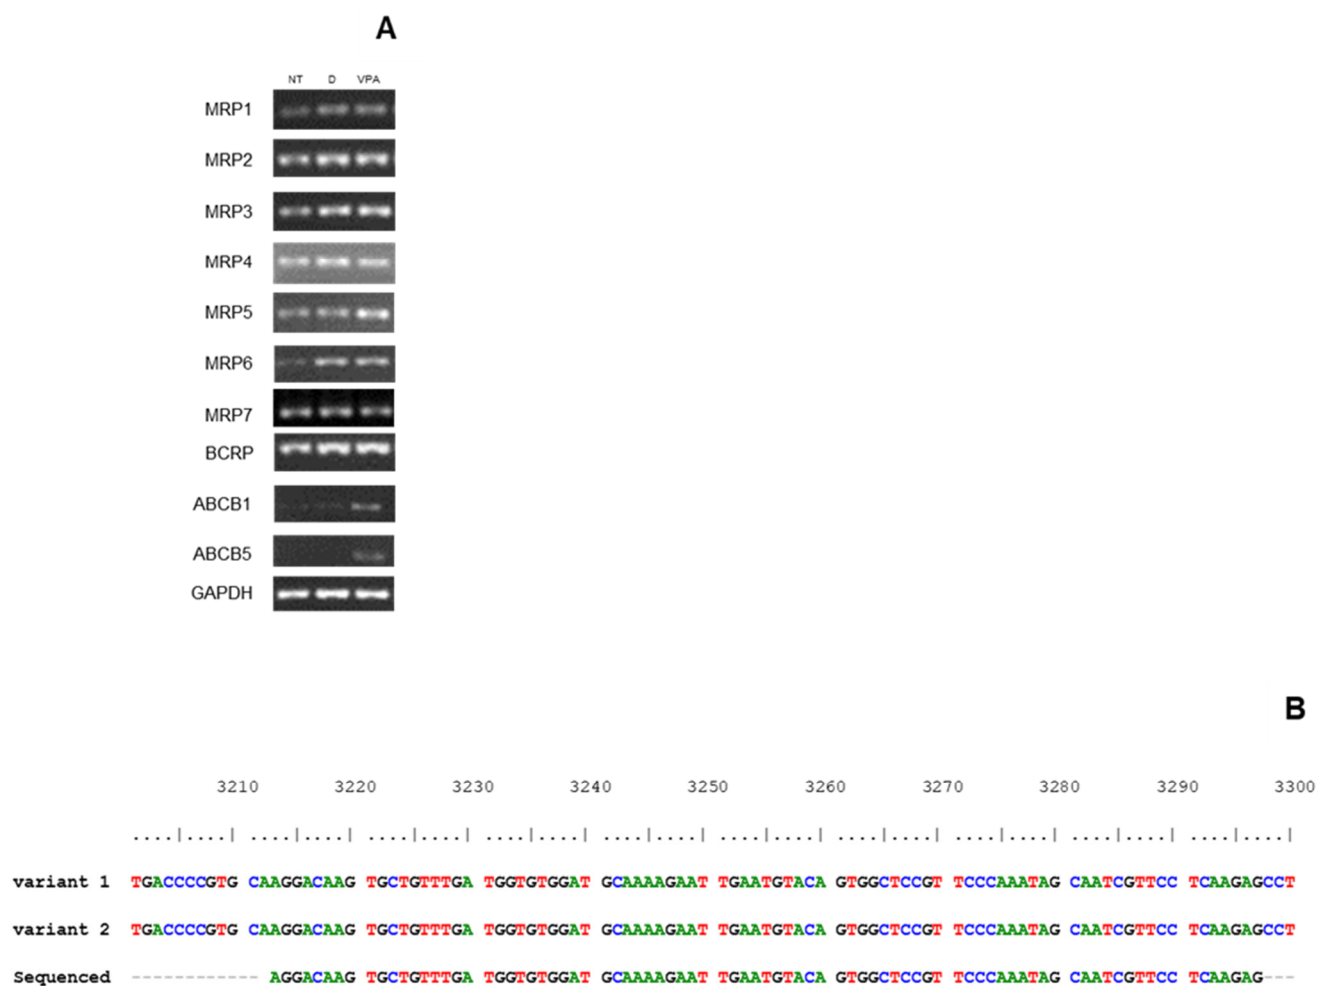 A
NT D VPA
MRP1
MRP2
MRP3
MRP4
MRP5
MRP6
MRP7
BCRP
ABCB1
ABCB5
GAPDH
B
3210 3220 3230 3240 3250 3260 3270 3280 3290 3300
....|....| ....|....| ....|....| ....|....| ....|....| ....|....| ....|....| ....|....| ....|....| ....|....|
variant 1 TGACCCCGTG CAAGGACAAG TGCTGTTTGA TGGTGTGGAT GCAAAAGAAT TGAATGTACA GTGGCTCCGT TCCCAAATAG CAATCGTTCC TCAAGAGCCT
variant 2 TGACCCCGTG CAAGGACAAG TGCTGTTTGA TGGTGTGGAT GCAAAAGAAT TGAATGTACA GTGGCTCCGT TCCCAAATAG CAATCGTTCC TCAAGAGCCT
Sequenced ---------- --AGGACAAG TGCTGTTTGA TGGTGTGGAT GCAAAAGAAT TGAATGTACA GTGGCTCCGT TCCCAAATAG CAATCGTTCC TCAAGAG---